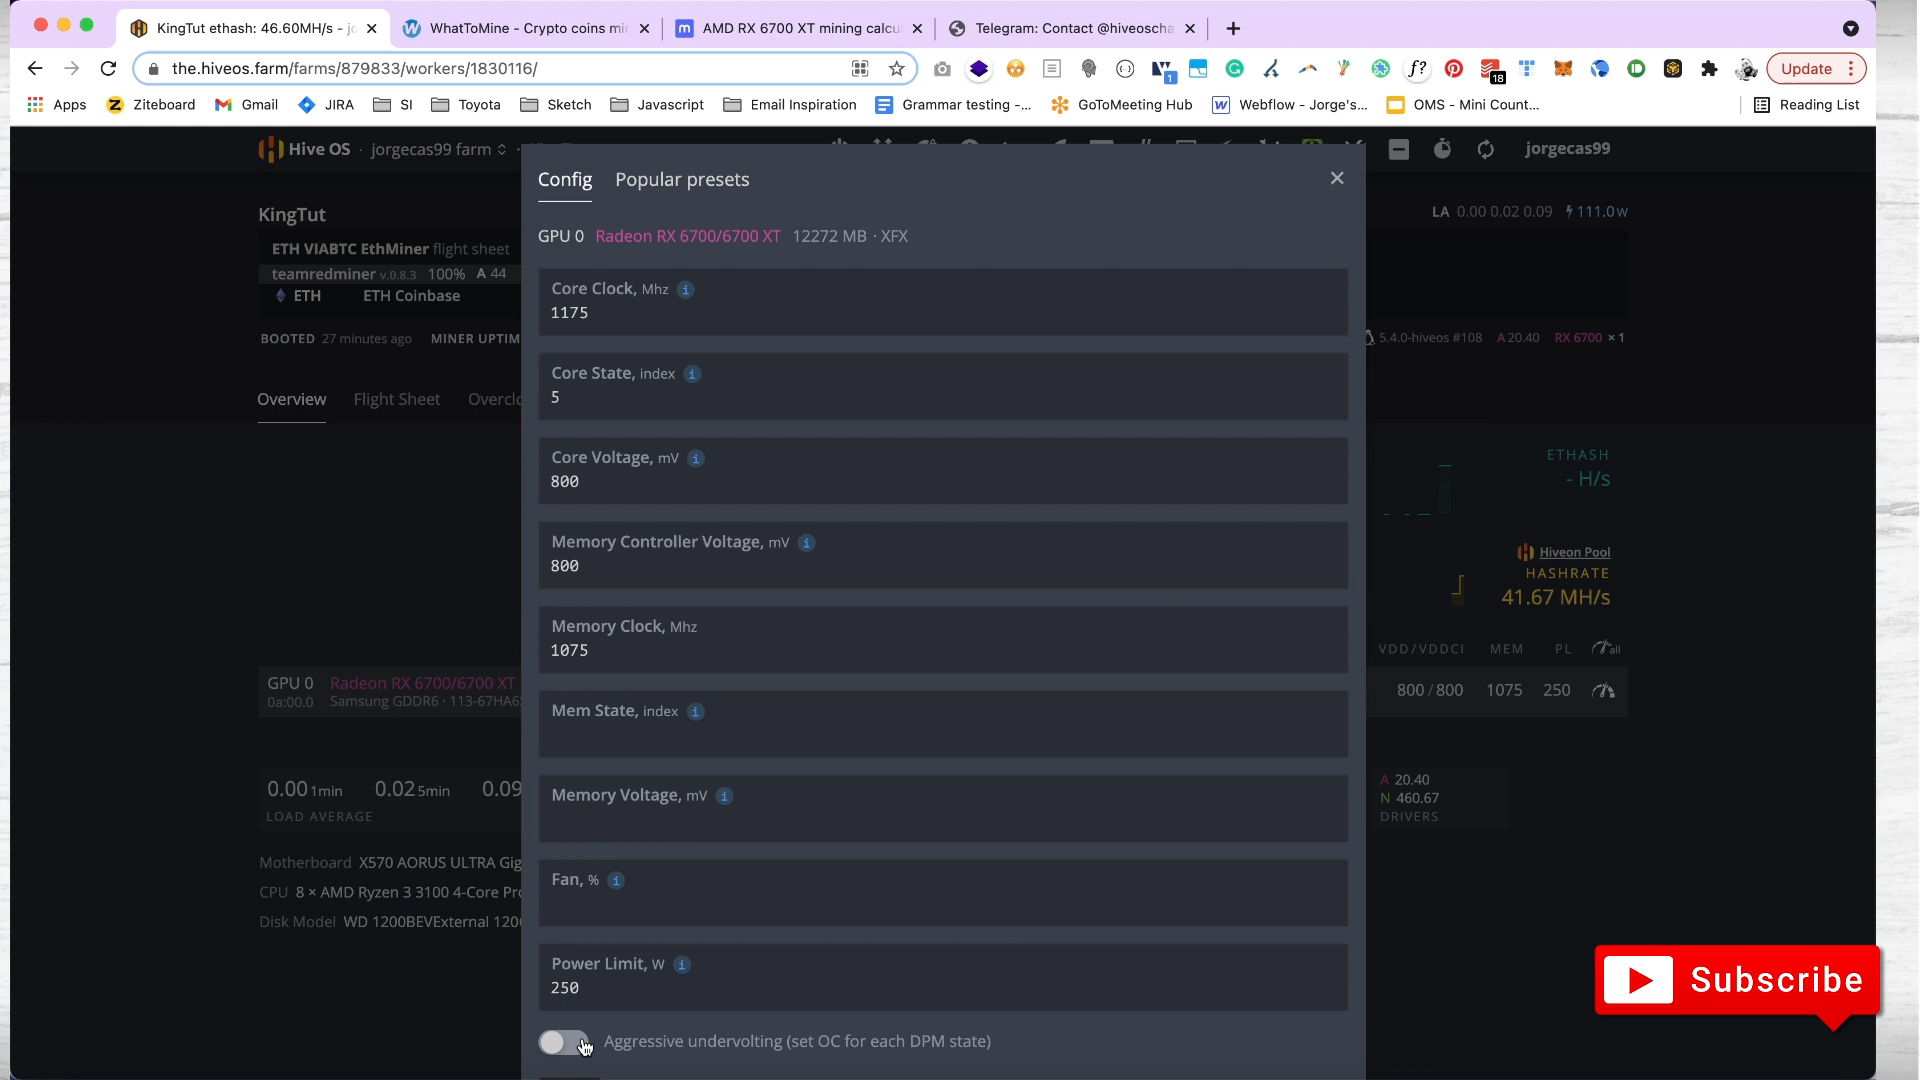 KingTut ethash: 46.60MH/s - jo
WhatToMine - Crypto coins min
AMD RX 6700 XT mining calcul
Telegram: Contact @hiveoscha
the.hiveos.farm/farms/879833/workers/1830116/
1
18
Update
Apps Ziteboard Gmail JIRA SI Toyota Sketch Javascript Email Inspiration Grammar testing -... GoToMeeting Hub Webflow - Jorge's... OMS - Mini Count... Reading List
Hive OS · jorgecas99 farm
jorgecas99
Config Popular presets
KingTut
LA 0.00 0.02 0.09 111.0 W
GPU 0 Radeon RX 6700/6700 XT 12272 MB · XFX
ETH VIABTC EthMiner flight sheet
teamredminer v.0.8.3 100% A 44
ETH ETH Coinbase
BOOTED 27 minutes ago MINER UPTIM
5.4.0-hiveos #108 A 20.40 RX 6700 × 1
Overview Flight Sheet Overclo
Core Clock, Mhz i
1175
Core State, index i
5
Core Voltage, mV i
800
Memory Controller Voltage, mV i
800
Memory Clock, Mhz
1075
Mem State, index i
Memory Voltage, mV i
Fan, % i
Power Limit, W i
250
Aggressive undervolting (set OC for each DPM state)
ETHASH
- H/s
Hiveon Pool
HASHRATE
41.67 MH/s
VDD/VDDCI MEM PL all
800/800 1075 250
GPU 0 Radeon RX 6700/6700 XT
0a:00.0 Samsung GDDR6 · 113-67HA6
0.00 1min 0.02 5min 0.09
LOAD AVERAGE
A 20.40
N 460.67
DRIVERS
Motherboard X570 AORUS ULTRA Gig
CPU 8 × AMD Ryzen 3 3100 4-Core Pro
Disk Model WD 1200BEVExternal 120
Subscribe